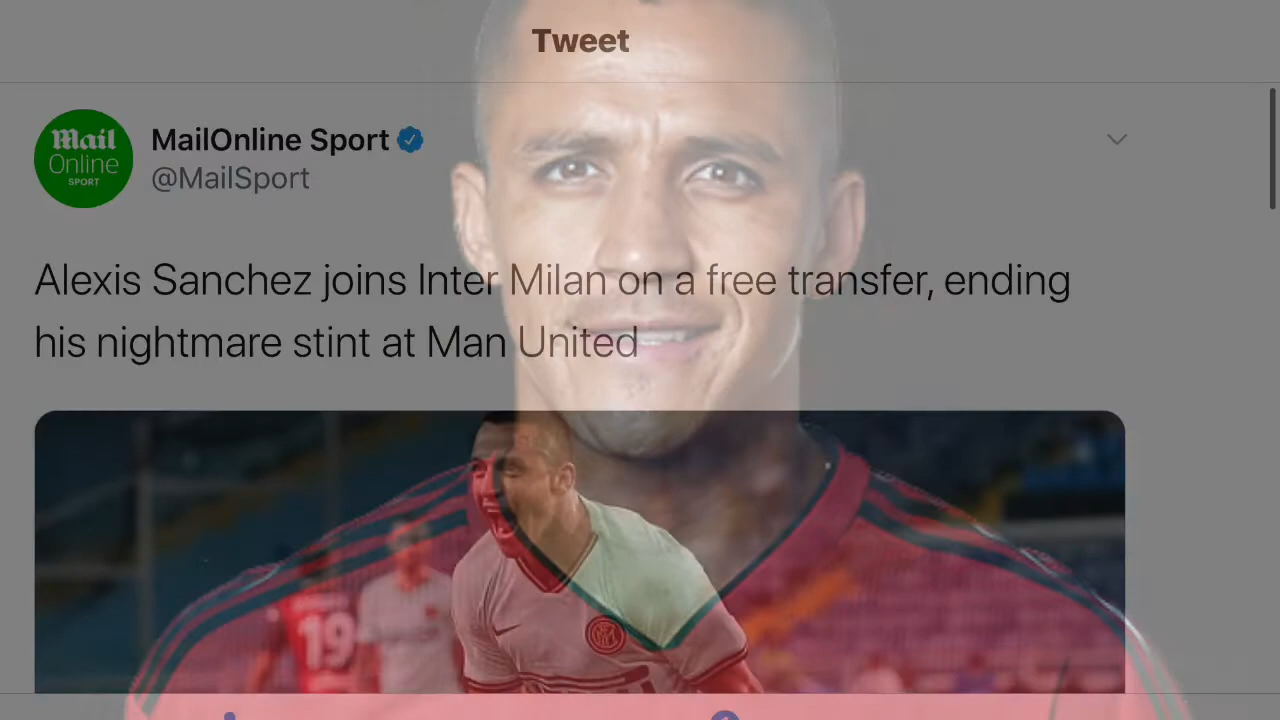 Tweet
Mail
Online
SPORT
MailOnline Sport
@MailSport
Alexis Sanchez joins Inter Milan on a free transfer, ending
his nightmare stint at Man United
19